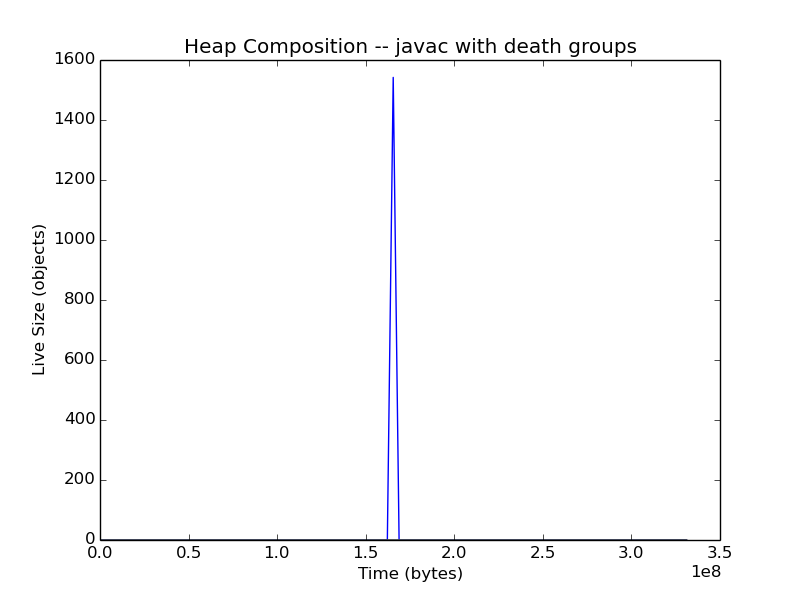 Heap Composition -- javac with death groups
1600
1400
1200
1000
800
600
400
200
0
Live Size (objects)
0.0 0.5 1.0 1.5 2.0 2.5 3.0 3.5
1e8
Time (bytes)